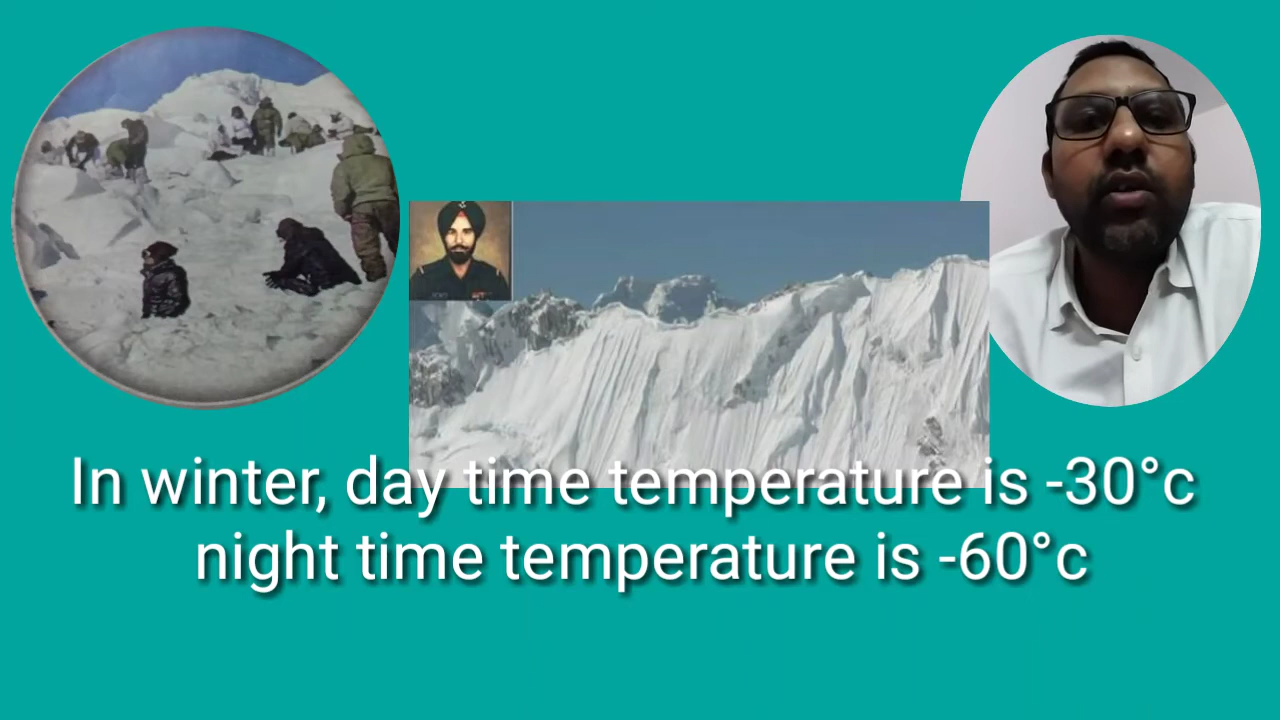 In winter, day time temperature is -30°c
night time temperature is -60°c